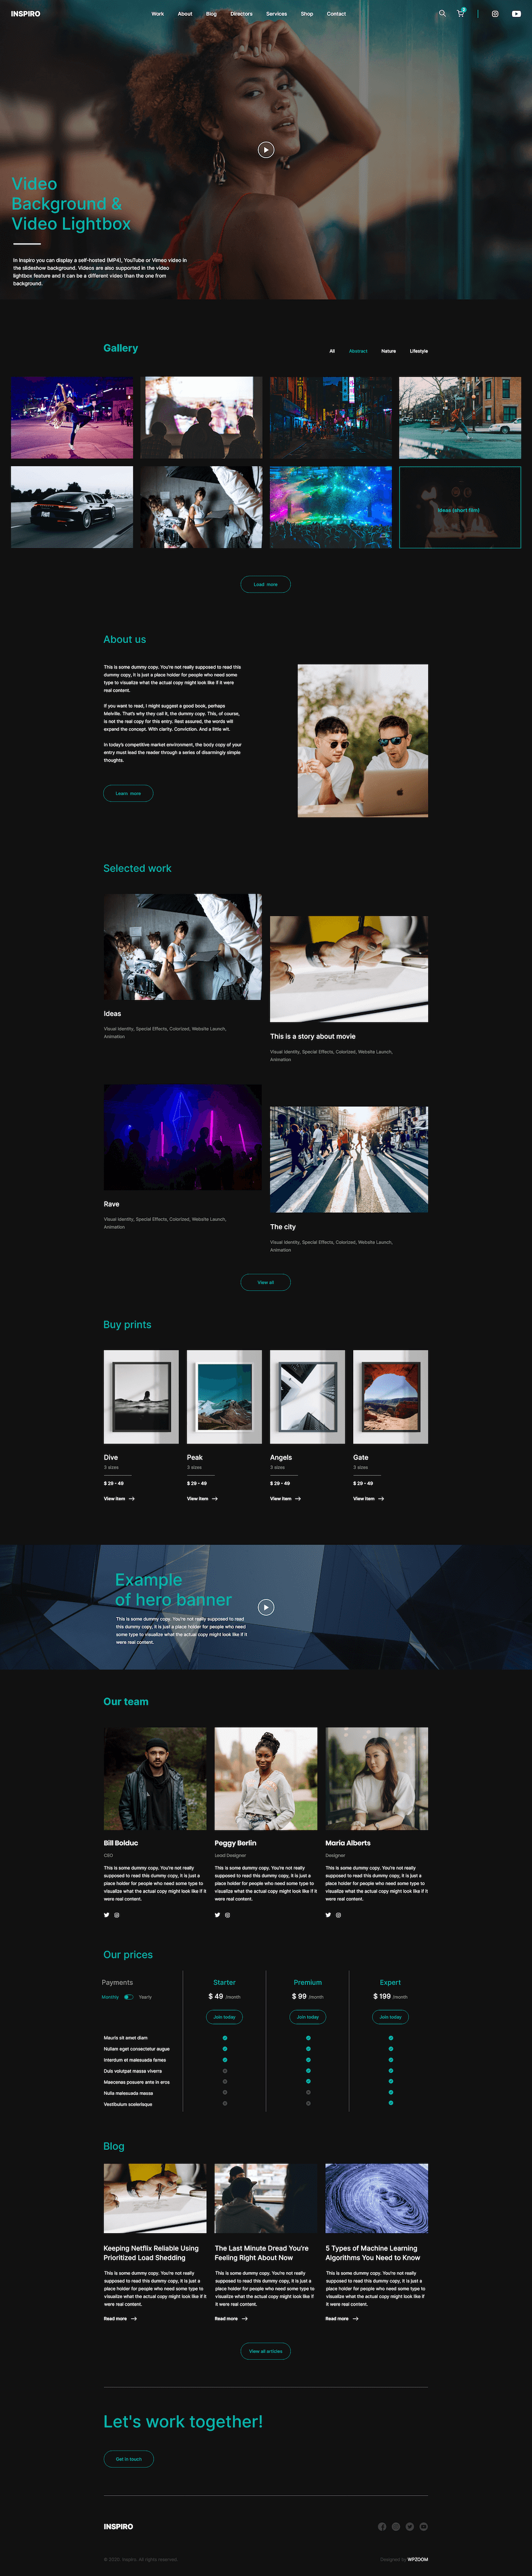 INSPIRO
Work About Blog Directors Services Shop Contact
Video
Background &
Video Lightbox
In Inspiro you can display a self-hosted (MP4), YouTube or Vimeo video in
the slideshow background. Videos are also supported in the video
lightbox feature and it can be a different video than the one from
background.
Gallery
All Abstract Nature Lifestyle
Ideas (short film)
Load more
About us
This is some dummy copy. You're not really supposed to read this
dummy copy, it is just a place holder for people who need some
type to visualize what the actual copy might look like if it were
real content.
If you want to read, I might suggest a good book, perhaps
Melville. That's why they call it, the dummy copy. This, of course,
is not the real copy for this entry. Rest assured, the words will
expand the concept. With clarity. Conviction. And a little wit.
In today's competitive market environment, the body copy of your
entry must lead the reader through a series of disarmingly simple
thoughts.
Learn more
Selected work
Ideas
Visual Identity, Special Effects, Colorized, Website Launch,
Animation
This is a story about movie
Visual Identity, Special Effects, Colorized, Website Launch,
Animation
Rave
Visual Identity, Special Effects, Colorized, Website Launch,
Animation
The city
Visual Identity, Special Effects, Colorized, Website Launch,
Animation
View all
Buy prints
Dive Peak Angels Gate
3 sizes 3 sizes 3 sizes 3 sizes
$ 29 - 49 $ 29 - 49 $ 29 - 49 $ 29 - 49
View item View item View item View item
Example
of hero banner
This is some dummy copy. You're not really supposed to read
this dummy copy, it is just a place holder for people who need
some type to visualize what the actual copy might look like if it
were real content.
Our team
Bill Bolduc
CEO
This is some dummy copy. You're not really
supposed to read this dummy copy, it is just a
place holder for people who need some type to
visualize what the actual copy might look like if it
were real content.
Peggy Berlin
Lead Designer
This is some dummy copy. You're not really
supposed to read this dummy copy, it is just a
place holder for people who need some type to
visualize what the actual copy might look like if it
were real content.
Maria Alberts
Designer
This is some dummy copy. You're not really
supposed to read this dummy copy, it is just a
place holder for people who need some type to
visualize what the actual copy might look like if it
were real content.
Our prices
Payments Starter Premium Expert
Monthly Yearly $ 49 /month $ 99 /month $ 199 /month
Join today Join today Join today
Mauris sit amet diam
Nullam eget consectetur augue
Interdum et malesuada fames
Duis volutpat massa viverra
Maecenas posuere ante in eros
Nulla malesuada massa
Vestibulum scelerisque
Blog
Keeping Netflix Reliable Using
Prioritized Load Shedding
This is some dummy copy. You're not really
supposed to read this dummy copy, it is just a
place holder for people who need some type to
visualize what the actual copy might look like if it
were real content.
Read more
The Last Minute Dread You're
Feeling Right About Now
This is some dummy copy. You're not really
supposed to read this dummy copy, it is just a
place holder for people who need some type to
visualize what the actual copy might look like if
it were real content.
Read more
5 Types of Machine Learning
Algorithms You Need to Know
This is some dummy copy. You're not really
supposed to read this dummy copy, it is just a
place holder for people who need some type to
visualize what the actual copy might look like if it
were real content.
Read more
View all articles
Let's work together!
Get in touch
INSPIRO
© 2020. Inspiro. All rights reserved. Designed by WPZOOM